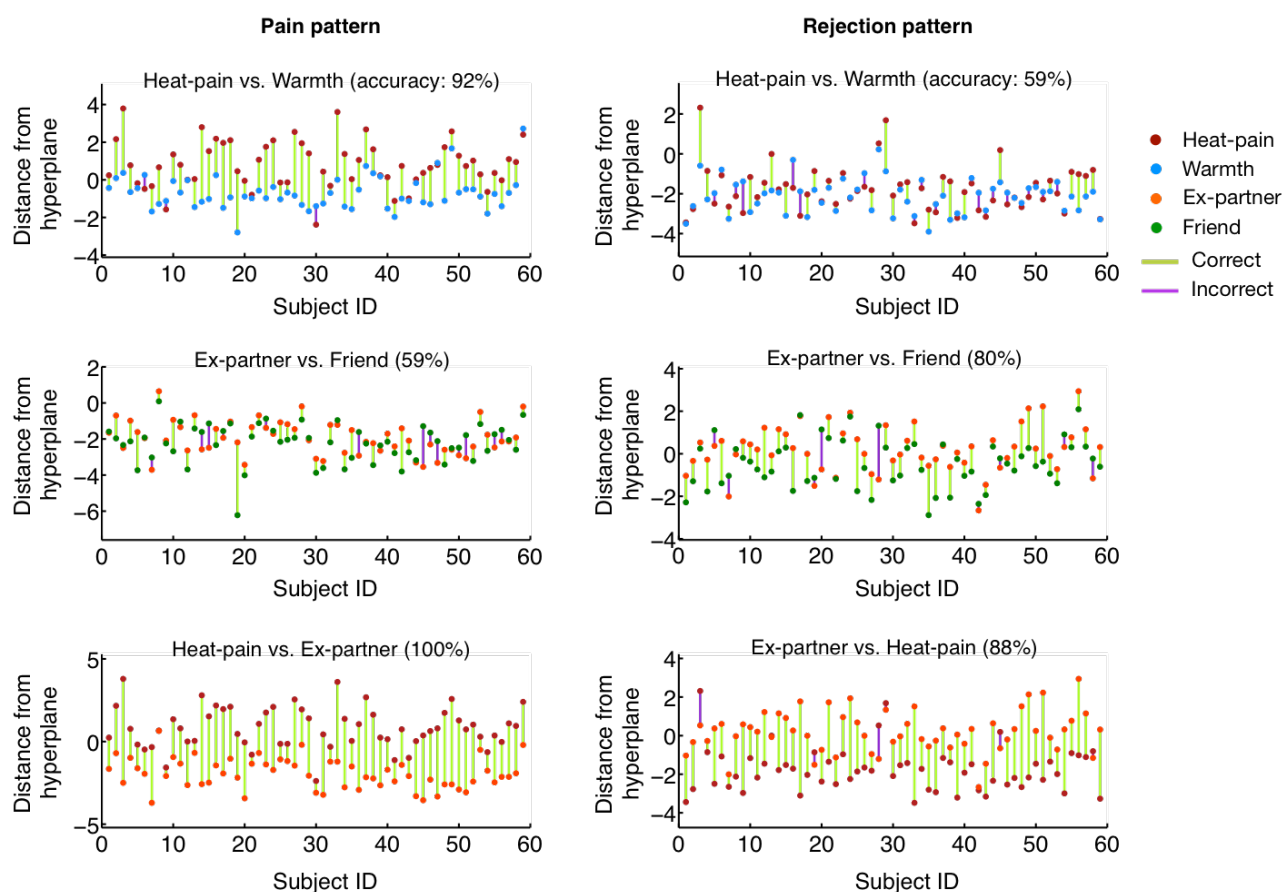 Pain pattern
Rejection pattern
Heat-pain vs. Warmth (accuracy: 92%)
Distance from
hyperplane
4
2
0
−2
−4
0 10 20 30 40 50 60
Subject ID
Heat-pain vs. Warmth (accuracy: 59%)
Distance from
hyperplane
2
0
−2
−4
0 10 20 30 40 50 60
Subject ID
Heat-pain
Warmth
Ex-partner
Friend
Correct
Incorrect
Ex-partner vs. Friend (59%)
Distance from
hyperplane
2
0
−2
−4
−6
0 10 20 30 40 50 60
Subject ID
Ex-partner vs. Friend (80%)
Distance from
hyperplane
4
2
0
−2
−4
0 10 20 30 40 50 60
Subject ID
Heat-pain vs. Ex-partner (100%)
Distance from
hyperplane
5
0
−5
0 10 20 30 40 50 60
Subject ID
Ex-partner vs. Heat-pain (88%)
Distance from
hyperplane
4
2
0
−2
−4
0 10 20 30 40 50 60
Subject ID